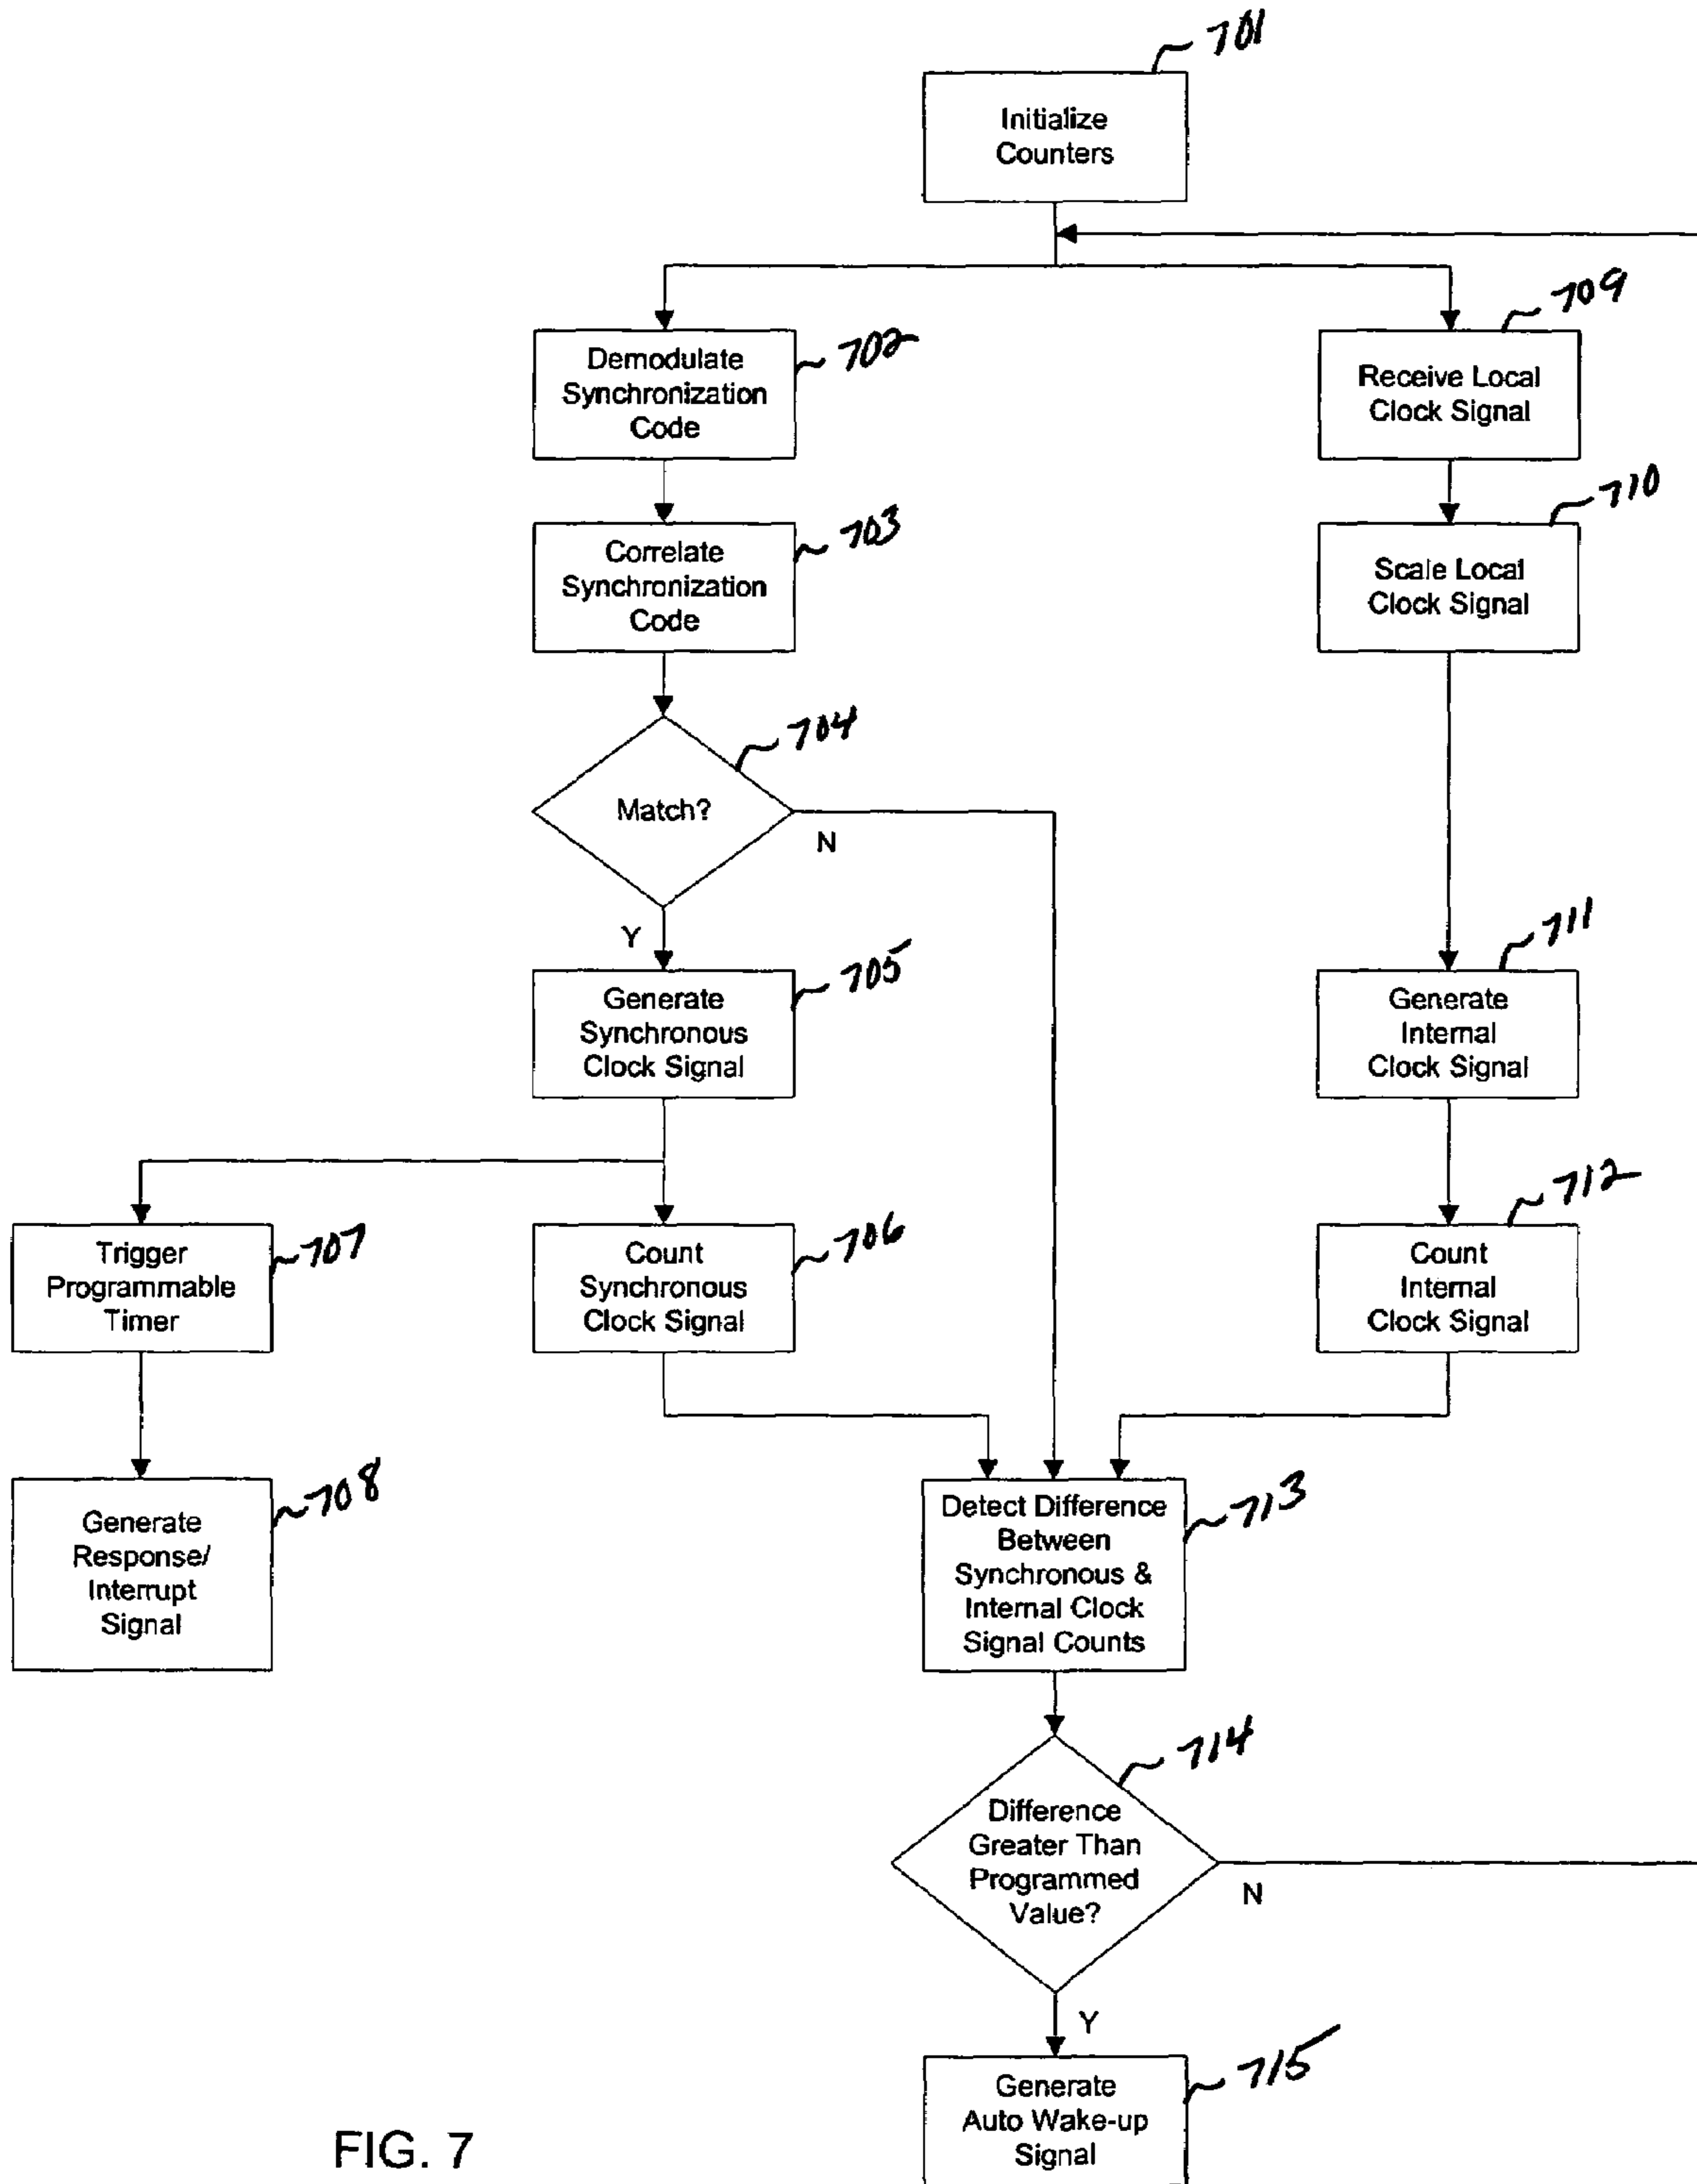 701
Initialize
Counters
702
Demodulate
Synchronization
Code
709
Receive Local
Clock Signal
703
Correlate
Synchronization
Code
710
Scale Local
Clock Signal
704
Match?
N
Y
705
Generate
Synchronous
Clock Signal
711
Generate
Internal
Clock Signal
707
Trigger
Programmable
Timer
706
Count
Synchronous
Clock Signal
712
Count
Internal
Clock Signal
708
Generate
Response/
Interrupt
Signal
713
Detect Difference
Between
Synchronous &
Internal Clock
Signal Counts
714
Difference
Greater Than
Programmed
Value?
N
Y
715
Generate
Auto Wake-up
Signal
FIG. 7